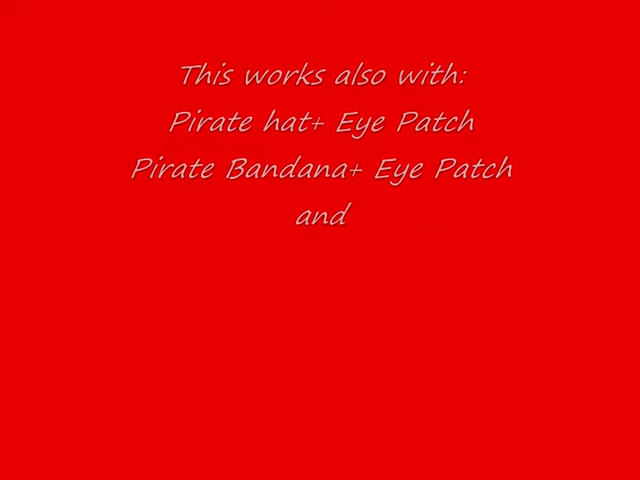 This works also with:
Pirate hat+ Eye Patch
Pirate Bandana+ Eye Patch
and